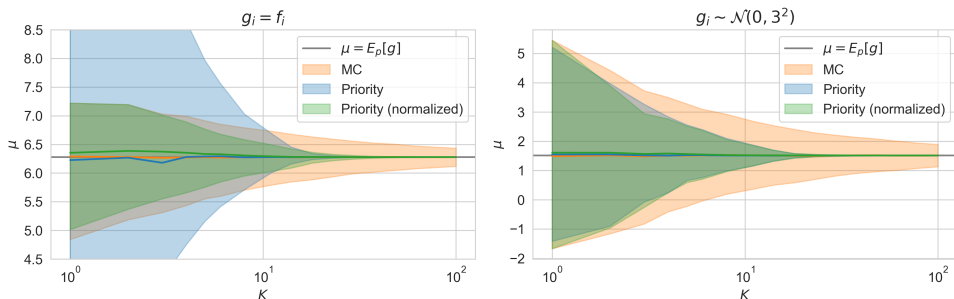 g_i = f_i
8.5
8.0
7.5
7.0
6.5
6.0
5.5
5.0
4.5
μ
μ = E_p[g]
MC
Priority
Priority (normalized)
10^0
10^1
10^2
K
g_i ∼ 𝒩(0, 3^2)
5
4
3
2
1
0
−1
−2
μ
μ = E_p[g]
MC
Priority
Priority (normalized)
10^0
10^1
10^2
K